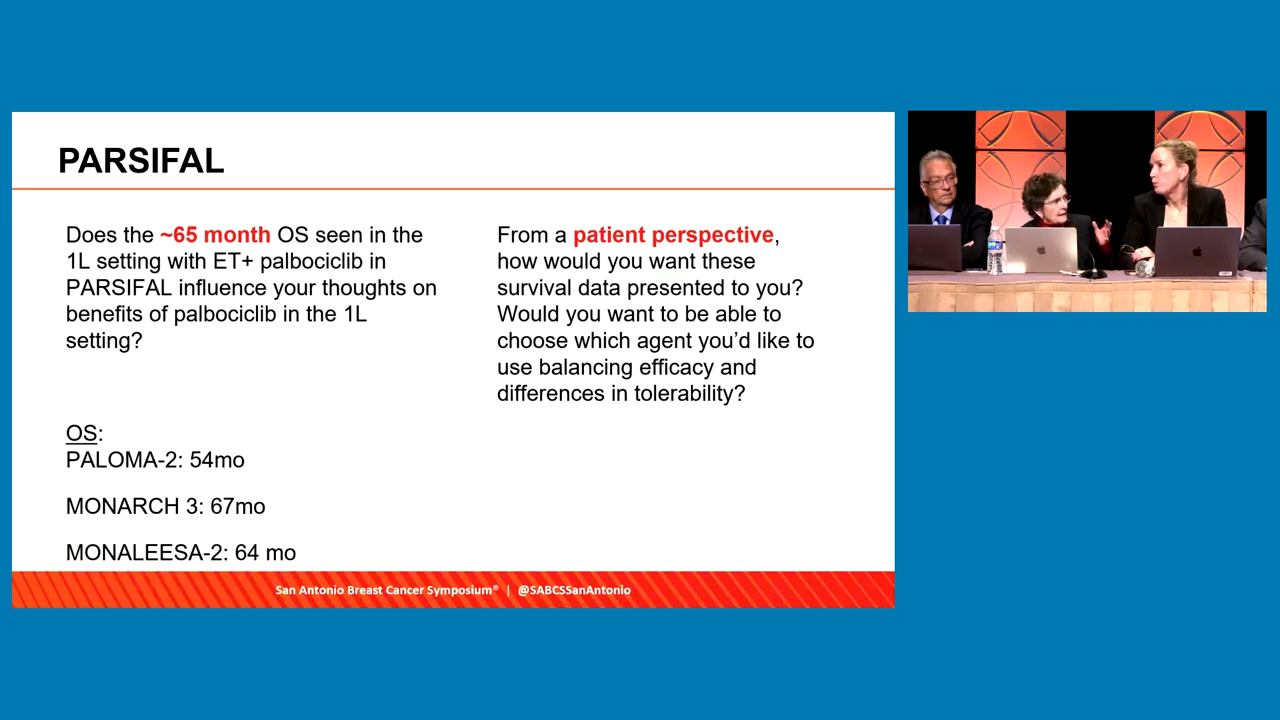 PARSIFAL
Does the ~65 month OS seen in the
1L setting with ET+ palbociclib in
PARSIFAL influence your thoughts on
benefits of palbociclib in the 1L
setting?
OS:
PALOMA-2: 54mo
MONARCH 3: 67mo
MONALEESA-2: 64 mo
From a patient perspective,
how would you want these
survival data presented to you?
Would you want to be able to
choose which agent you’d like to
use balancing efficacy and
differences in tolerability?
San Antonio Breast Cancer Symposium® | @SABCSSanAntonio